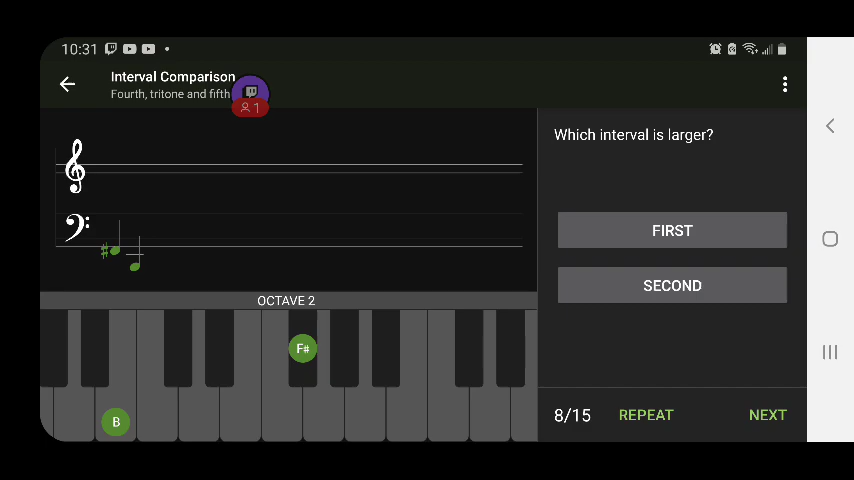 10:31
Interval Comparison
Fourth, tritone and fifth
1
Which interval is larger?
FIRST
SECOND
OCTAVE 2
F#
B
8/15
REPEAT
NEXT